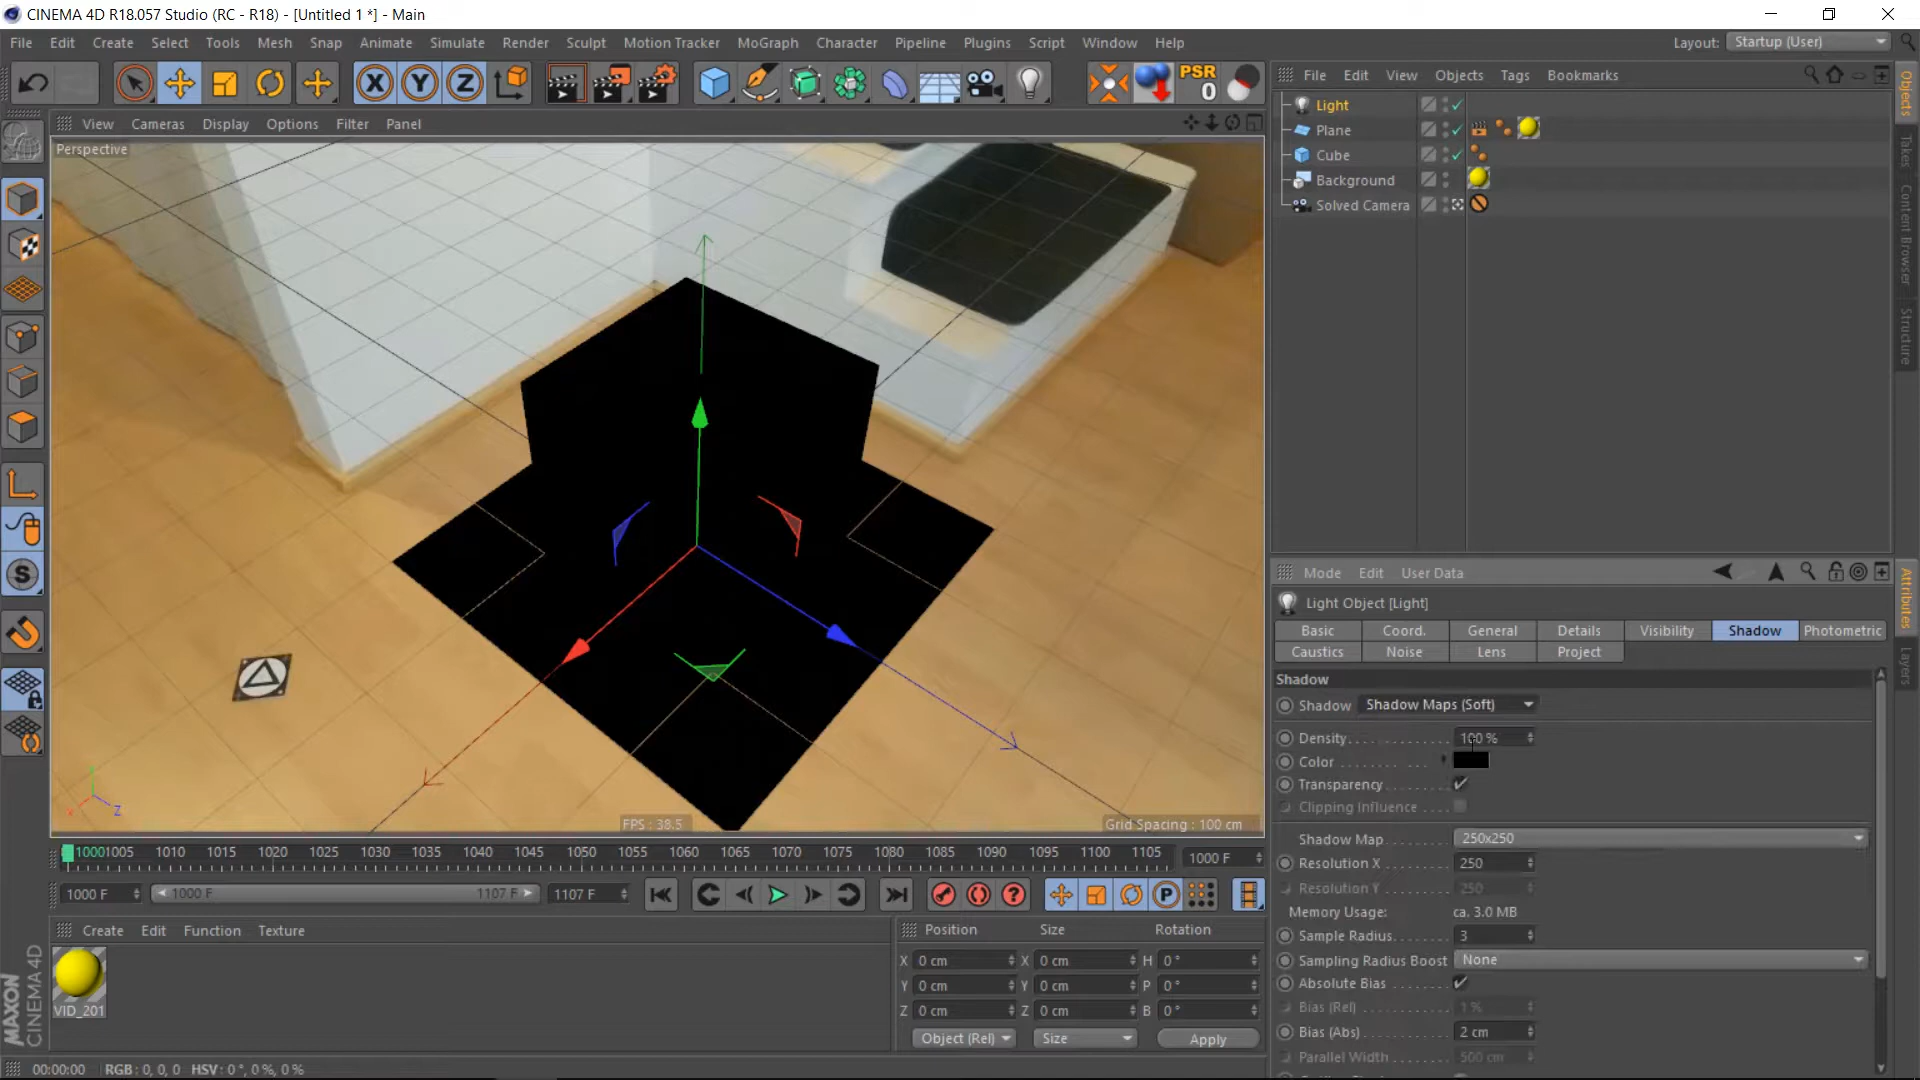 CINEMA 4D R18.057 Studio (RC - R18) - [Untitled 1 *] - Main
File Edit Create Select Tools Mesh Snap Animate Simulate Render Sculpt Motion Tracker MoGraph Character Pipeline Plugins Script Window Help Layout: Startup (User)
X Y Z PSR 0
View Cameras Display Options Filter Panel
Perspective
FPS : 38.5
Grid Spacing : 100 cm
X Z
S
1000 1005 1010 1015 1020 1025 1030 1035 1040 1045 1050 1055 1060 1065 1070 1075 1080 1085 1090 1095 1100 1105 1000 F
1000 F 1000 F 1107 F 1107 F ? P
Create Edit Function Texture
VID_201
MAXON CINEMA 4D
Position Size Rotation
X 0 cm X 0 cm H 0 °
Y 0 cm Y 0 cm P 0 °
Z 0 cm Z 0 cm B 0 °
Object (Rel) Size Apply
00:00:00 RGB: 0, 0, 0 HSV: 0 °, 0 %, 0 %
File Edit View Objects Tags Bookmarks
Light
Plane
Cube
Background
Solved Camera
Objects
Takes
Content Browser
Structure
Mode Edit User Data
Light Object [Light]
Basic Coord. General Details Visibility Shadow Photometric
Caustics Noise Lens Project
Shadow
Shadow Shadow Maps (Soft)
Density 100 %
Color
Transparency
Clipping Influence
Shadow Map 250x250
Resolution X 250
Resolution Y 250
Memory Usage: ca. 3.0 MB
Sample Radius 3
Sampling Radius Boost None
Absolute Bias
Bias (Rel) 1 %
Bias (Abs) 2 cm
Parallel Width 500 cm
Attributes
Layers